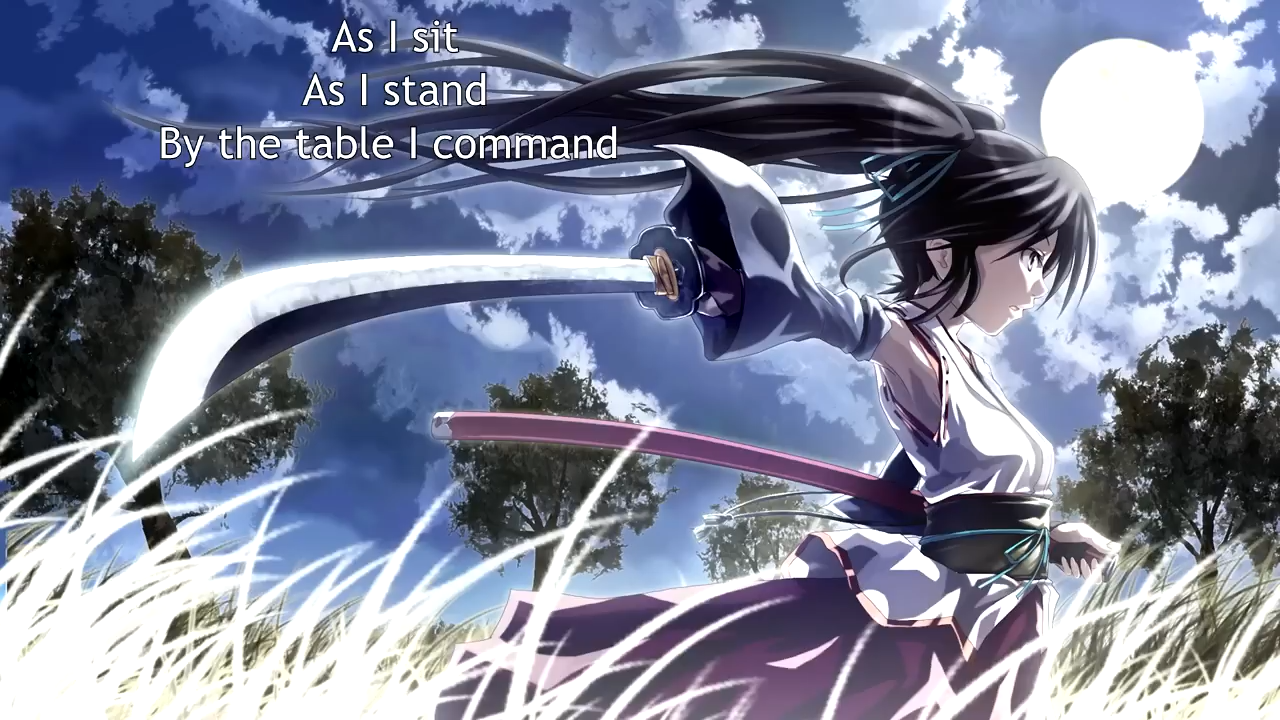 As I sit
As I stand
By the table I command